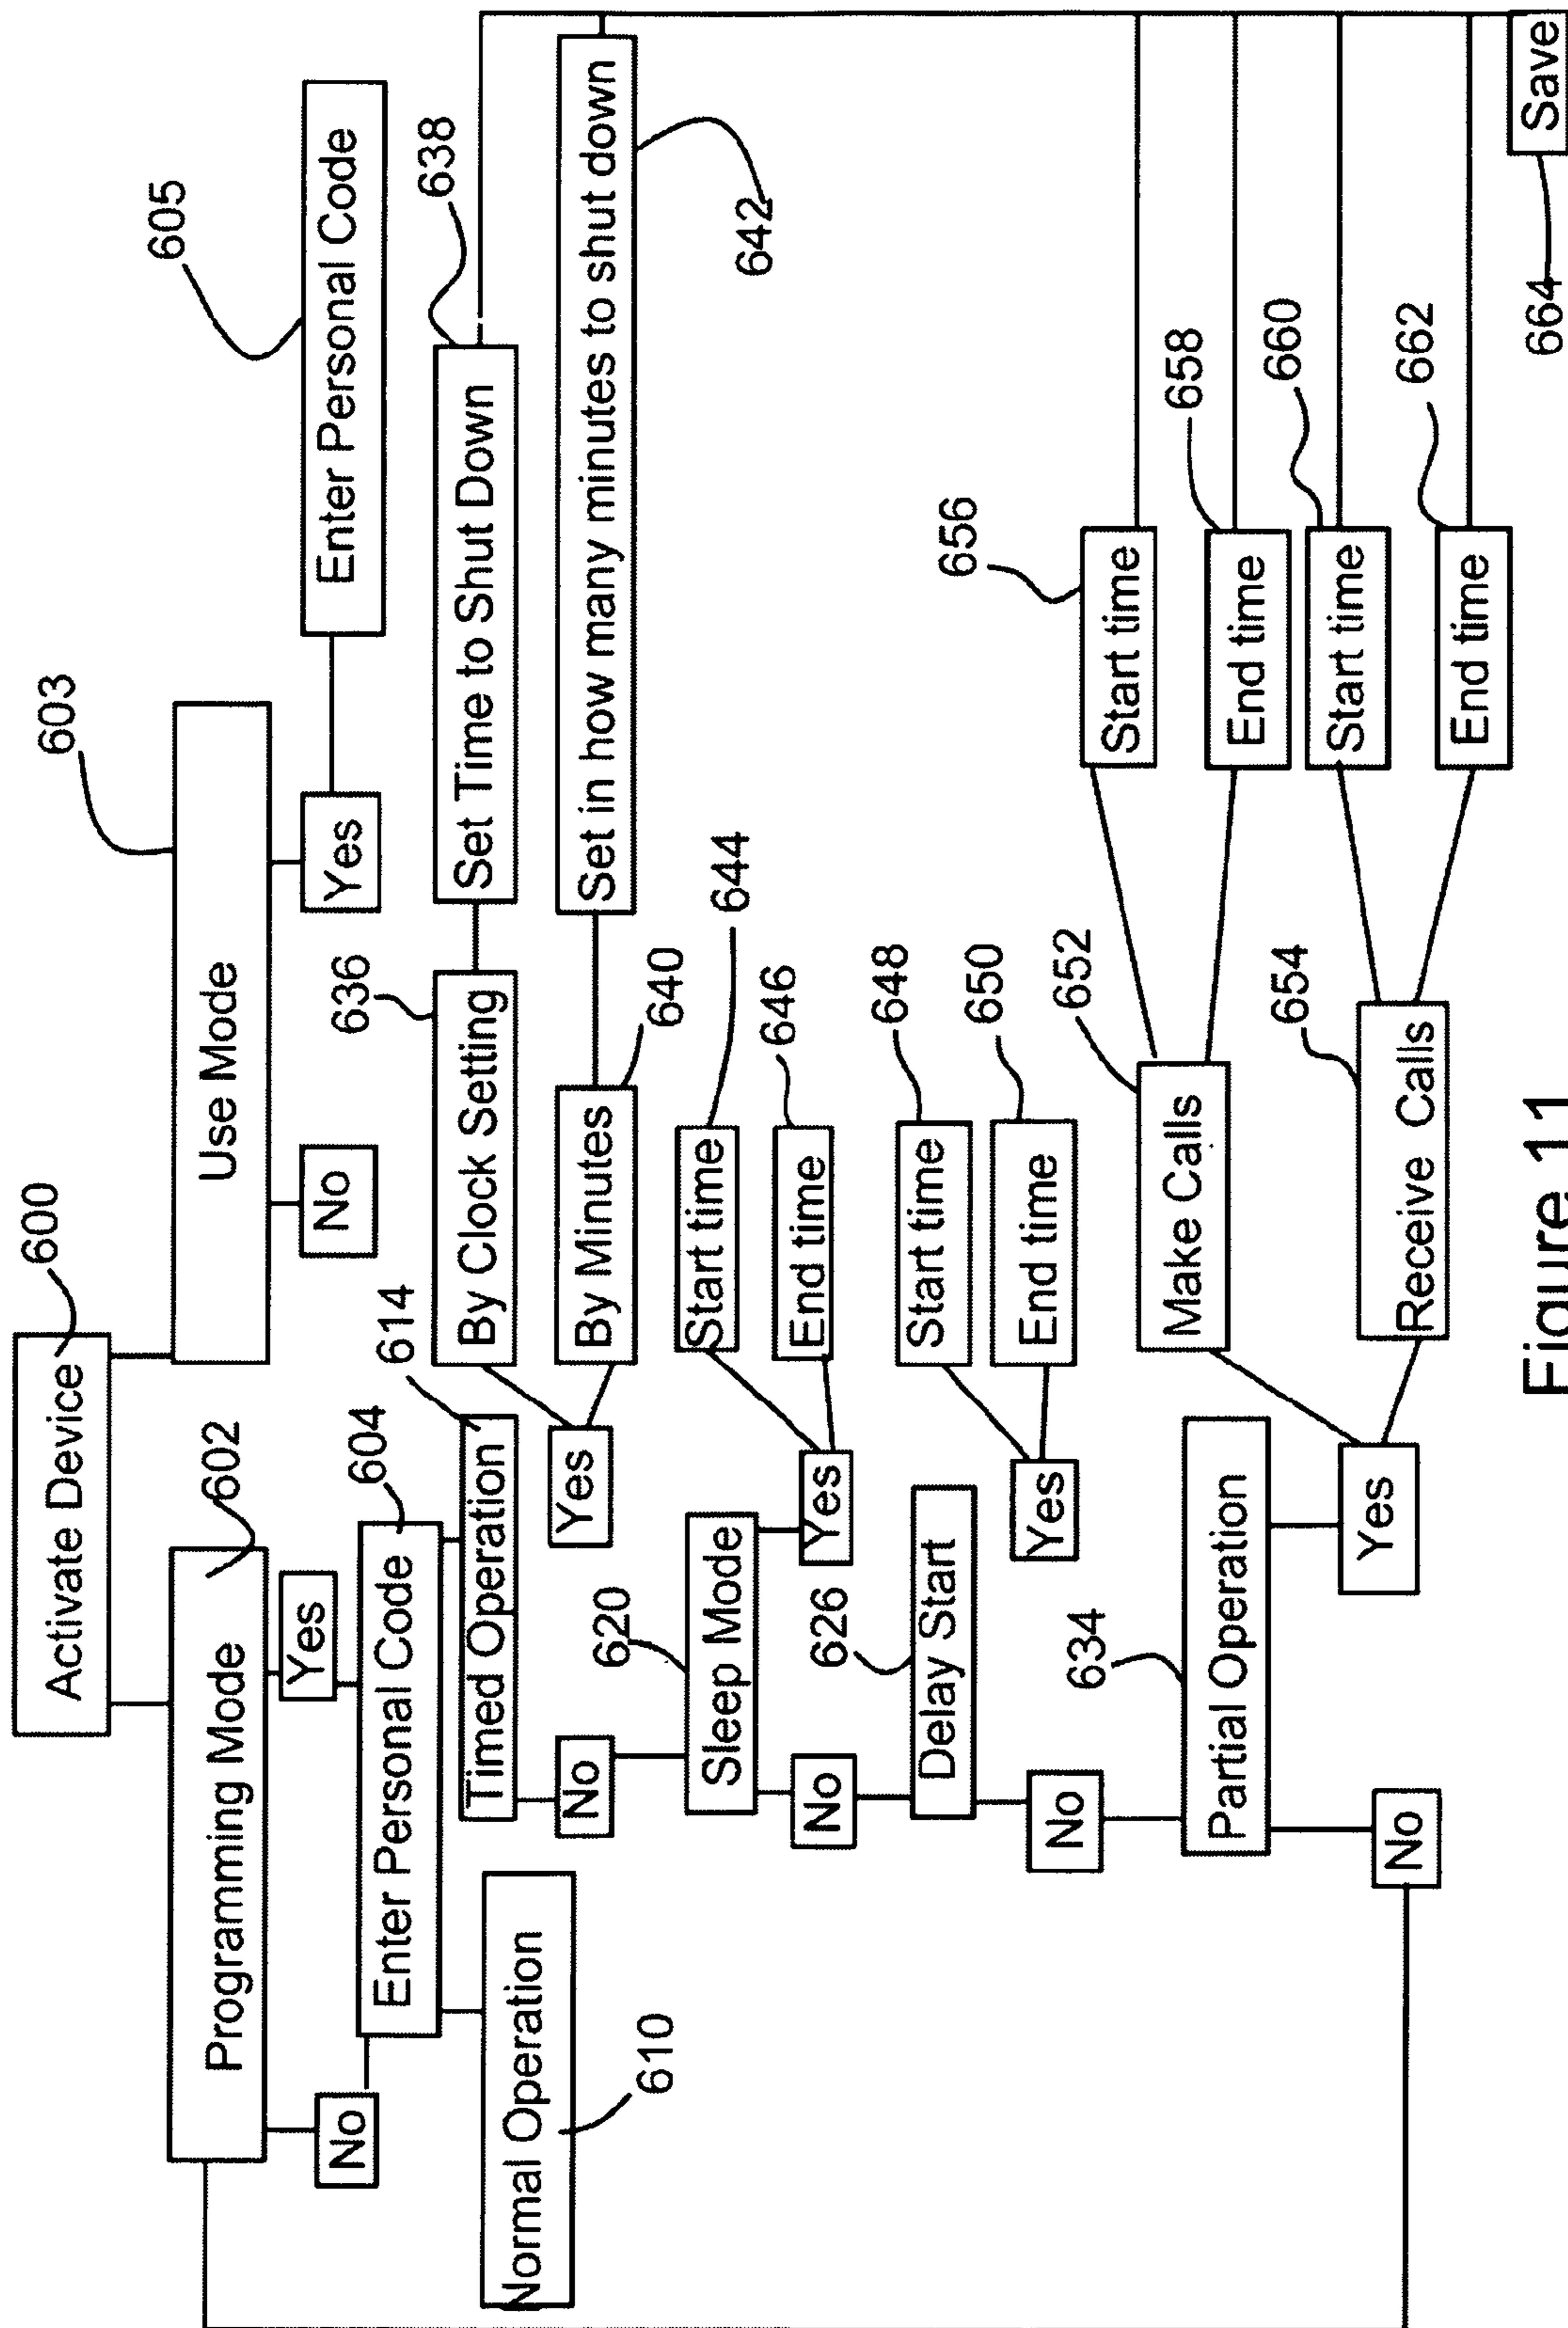 600
Activate Device
603
602
Use Mode
Programming Mode
605
No
Yes
No
Yes
Enter Personal Code
604
Enter Personal Code
614
636
638
By Clock Setting
Set Time to Shut Down
Timed Operation
Normal Operation
610
No
Yes
By Minutes
640
Set in how many minutes to shut down
642
620
Sleep Mode
Start time
644
No
Yes
End time
646
626
Delay Start
Start time
648
No
Yes
End time
650
634
Partial Operation
652
Make Calls
656
Start time
658
End time
660
Start time
No
Yes
654
Receive Calls
662
End time
664
Save
Figure 11